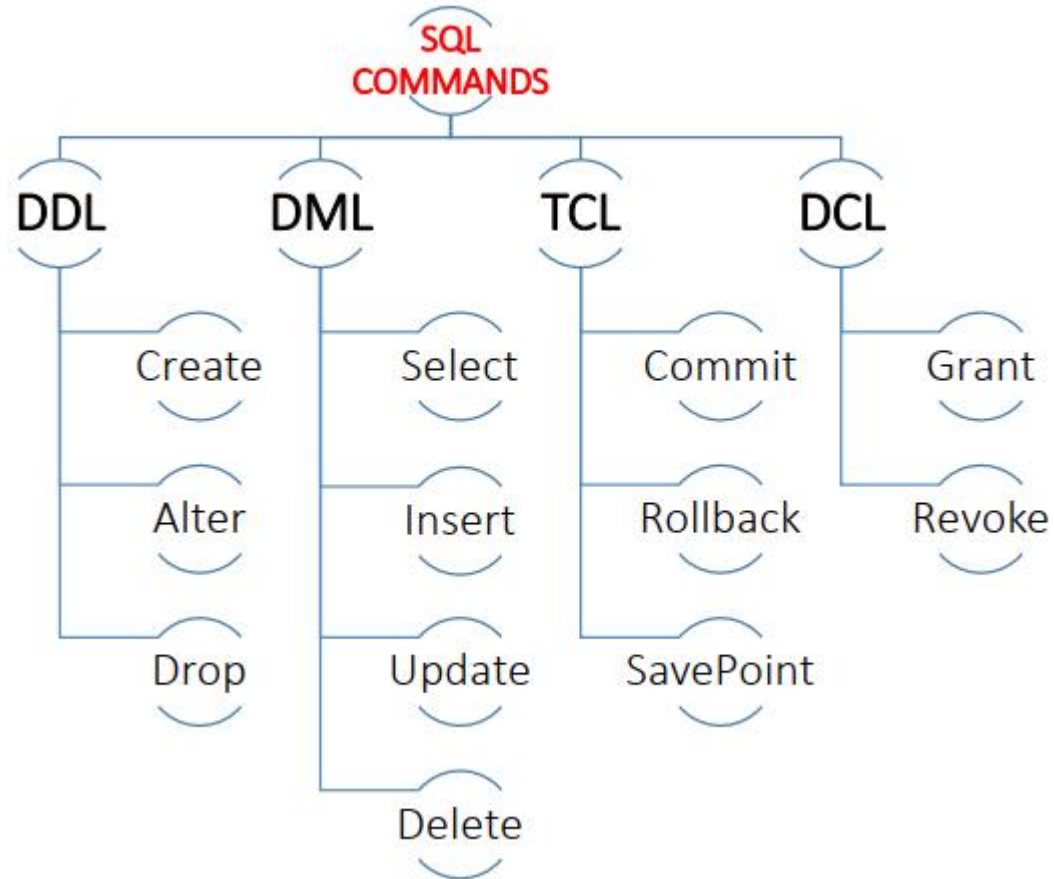 SQL
COMMANDS
DDL
DML
TCL
DCL
Create
Select
Commit
Grant
Alter
Insert
Rollback
Revoke
Drop
Update
SavePoint
Delete